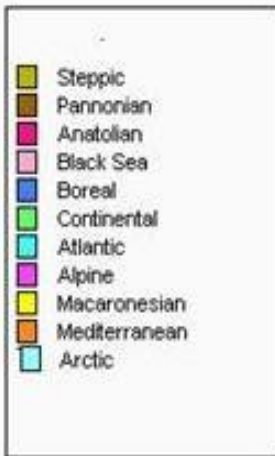 Steppic
Pannonian
Anatolian
Black Sea
Boreal
Continental
Atlantic
Alpine
Macaronesian
Mediterranean
Arctic